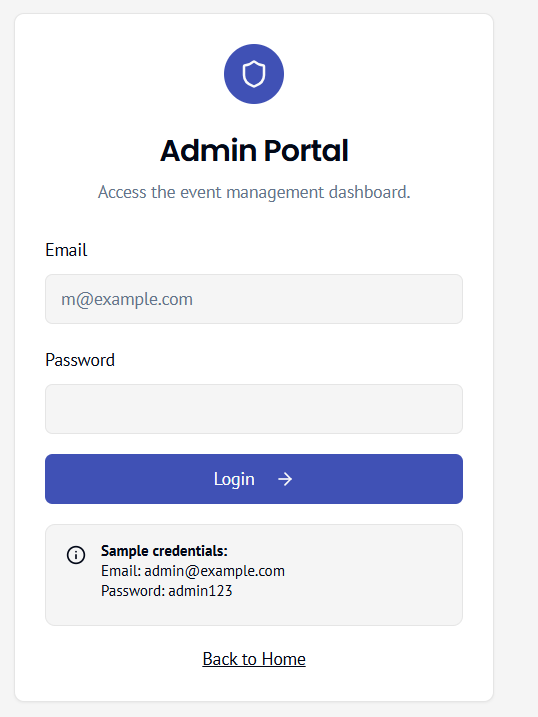 Admin Portal
Access the event management dashboard.
Email
m@example.com
Password
Login
Sample credentials:
Email: admin@example.com
Password: admin123
Back to Home